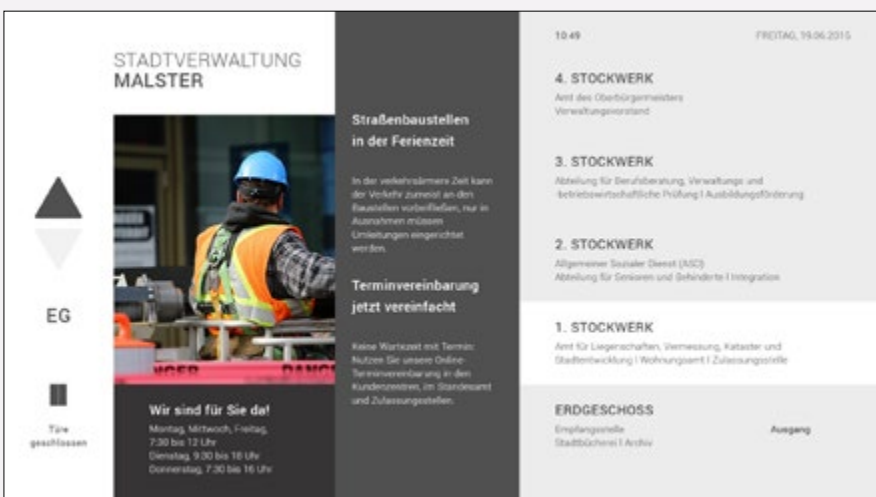 STADTVERWALTUNG
MALSTER
EG
Türe
geschlossen
NGER DANG
Wir sind für Sie da!
Montag, Mittwoch, Freitag,
7:30 bis 12 Uhr
Dienstag, 9:30 bis 18 Uhr
Donnerstag, 7:30 bis 16 Uhr
Straßenbaustellen
in der Ferienzeit
In der verkehrsärmere Zeit kann
der Verkehr zumeist an den
Baustellen vorbeifließen, nur in
Ausnahmen müssen
Umleitungen eingerichtet
werden.
Terminvereinbarung
jetzt vereinfacht
Keine Wartezeit mit Termin:
Nutzen Sie unsere Online-
Terminvereinbarung in den
Kundenzentren, im Standesamt
und Zulassungsstellen.
10:49 FREITAG, 19.06.2015
4. STOCKWERK
Amt des Oberbürgermeisters
Verwaltungsvorstand
3. STOCKWERK
Abteilung für Berufsberatung, Verwaltungs und
-betriebswirtschaftliche Prüfung I Ausbildungsförderung
2. STOCKWERK
Allgemeiner Sozialer Dienst (ASD)
Abteilung für Senioren und Behinderte I Integration
1. STOCKWERK
Amt für Liegenschaften, Vermessung, Kataster und
Stadtentwicklung I Wohnungsamt I Zulassungsstelle
ERDGESCHOSS
Empfangsstelle Ausgang
Stadtbücherei I Archiv